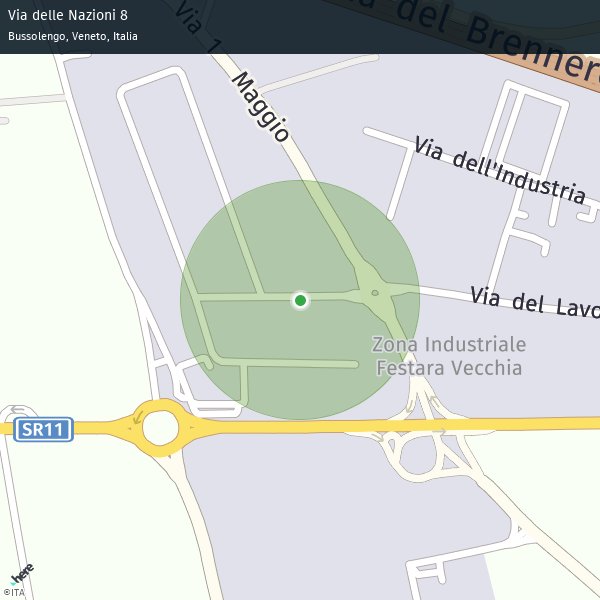 Via delle Nazioni 8
Bussolengo, Veneto, Italia
Via 1
Maggio
Via del Brenner
Via dell'Industria
Via del Lavo
Zona Industriale
Festara Vecchia
SR11
here
©ITA